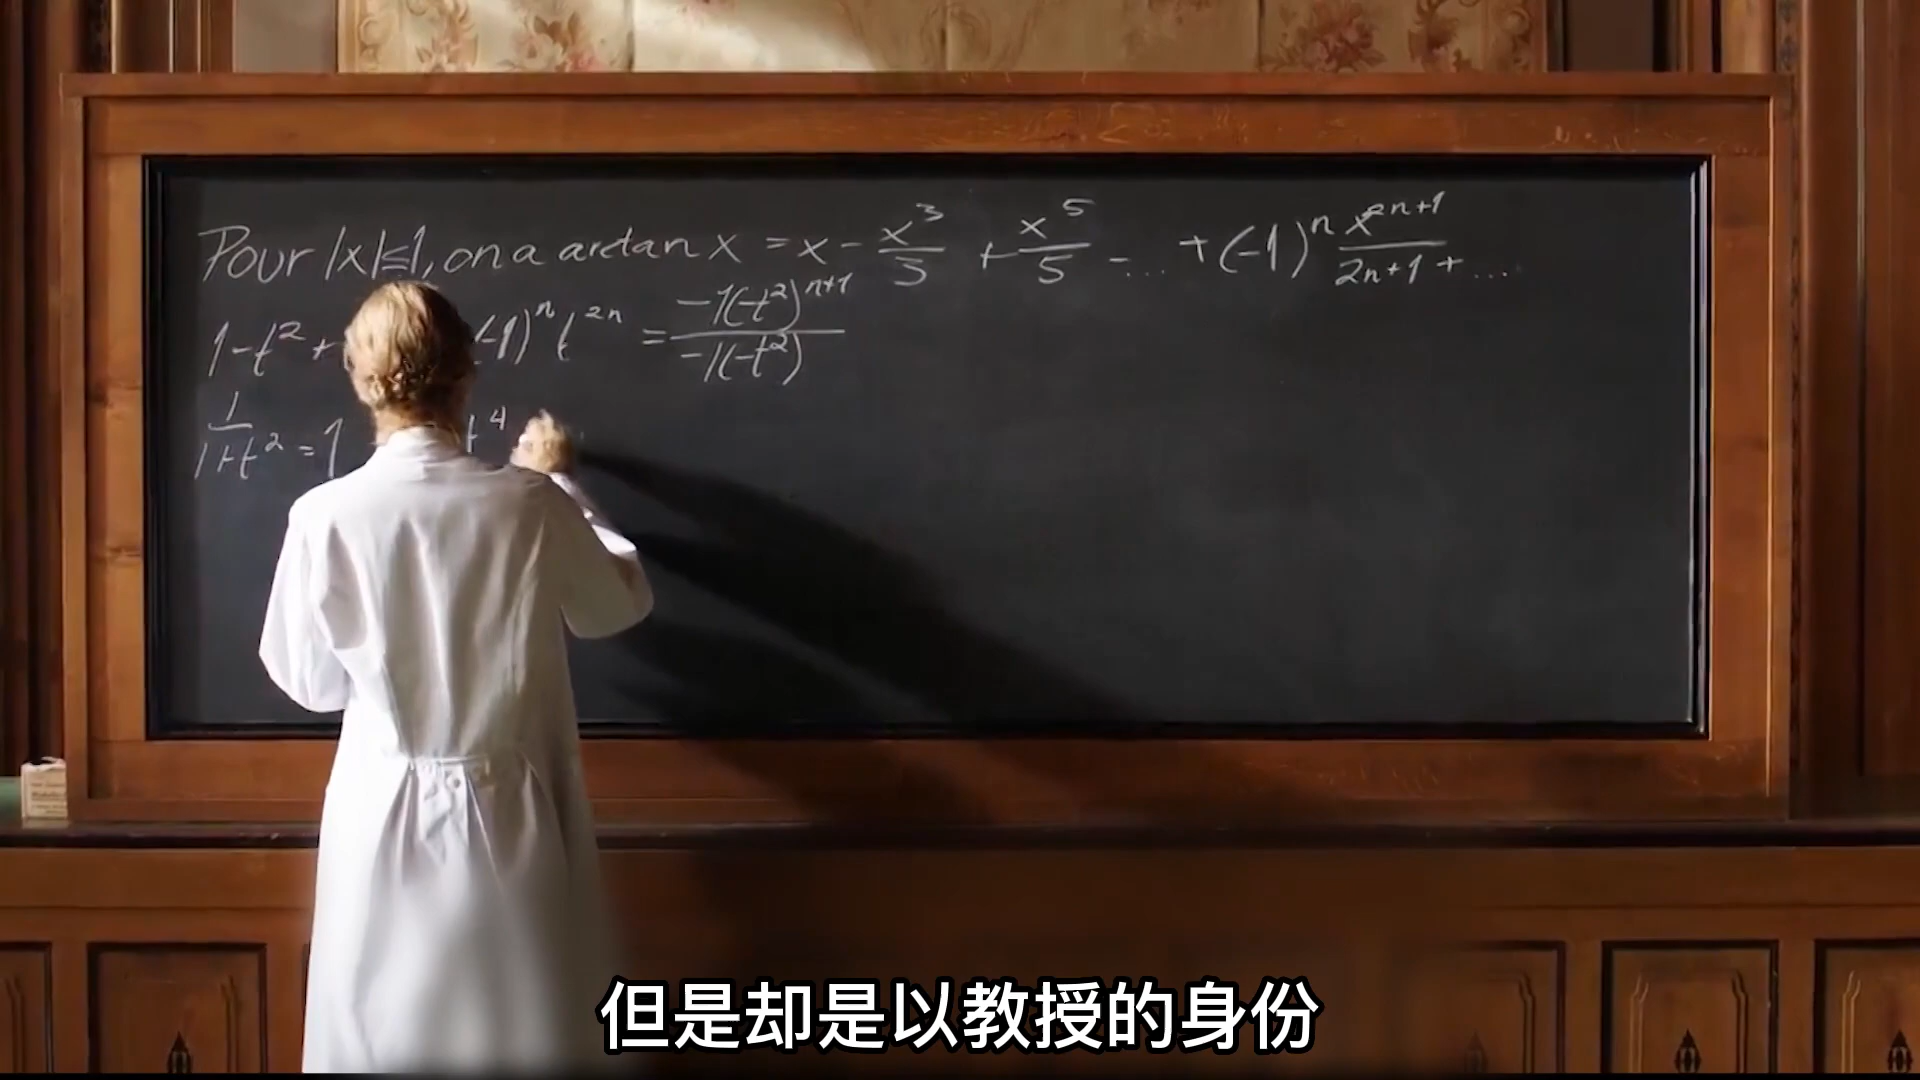 Pour |x|≤1, on a arctan x = x - x³/3 + x⁵/5 - ... + (-1)ⁿ x²ⁿ⁺¹/2n+1 + ...
1-t²+ (-1)ⁿ t²ⁿ = -1(-t²)ⁿ⁺¹/-1(-t²)
1/1+t² = 1 t⁴
但是却是以教授的身份